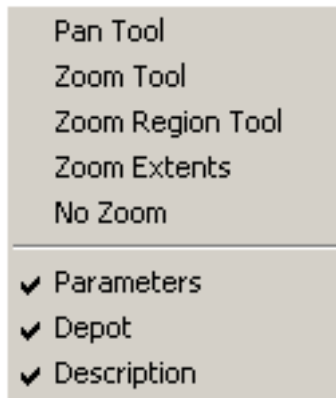 Pan Tool
Zoom Tool
Zoom Region Tool
Zoom Extents
No Zoom
Parameters
Depot
Description